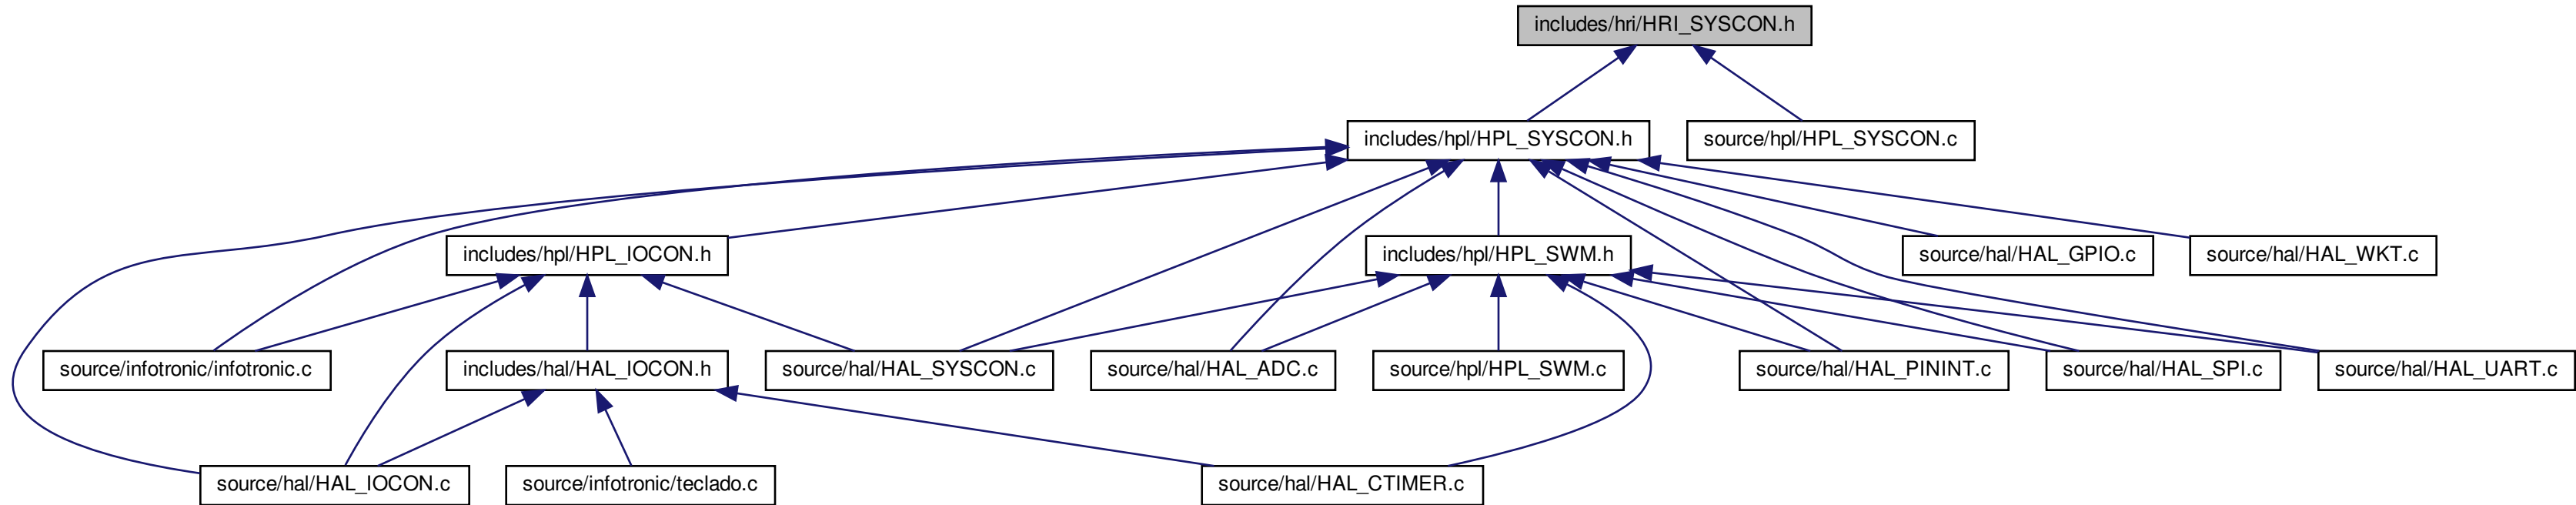 includes/hri/HRI_SYSCON.h
includes/hpl/HPL_SYSCON.h
source/hpl/HPL_SYSCON.c
includes/hpl/HPL_IOCON.h
includes/hpl/HPL_SWM.h
source/hal/HAL_GPIO.c
source/hal/HAL_WKT.c
source/infotronic/infotronic.c
includes/hal/HAL_IOCON.h
source/hal/HAL_SYSCON.c
source/hal/HAL_ADC.c
source/hpl/HPL_SWM.c
source/hal/HAL_PININT.c
source/hal/HAL_SPI.c
source/hal/HAL_UART.c
source/hal/HAL_IOCON.c
source/infotronic/teclado.c
source/hal/HAL_CTIMER.c